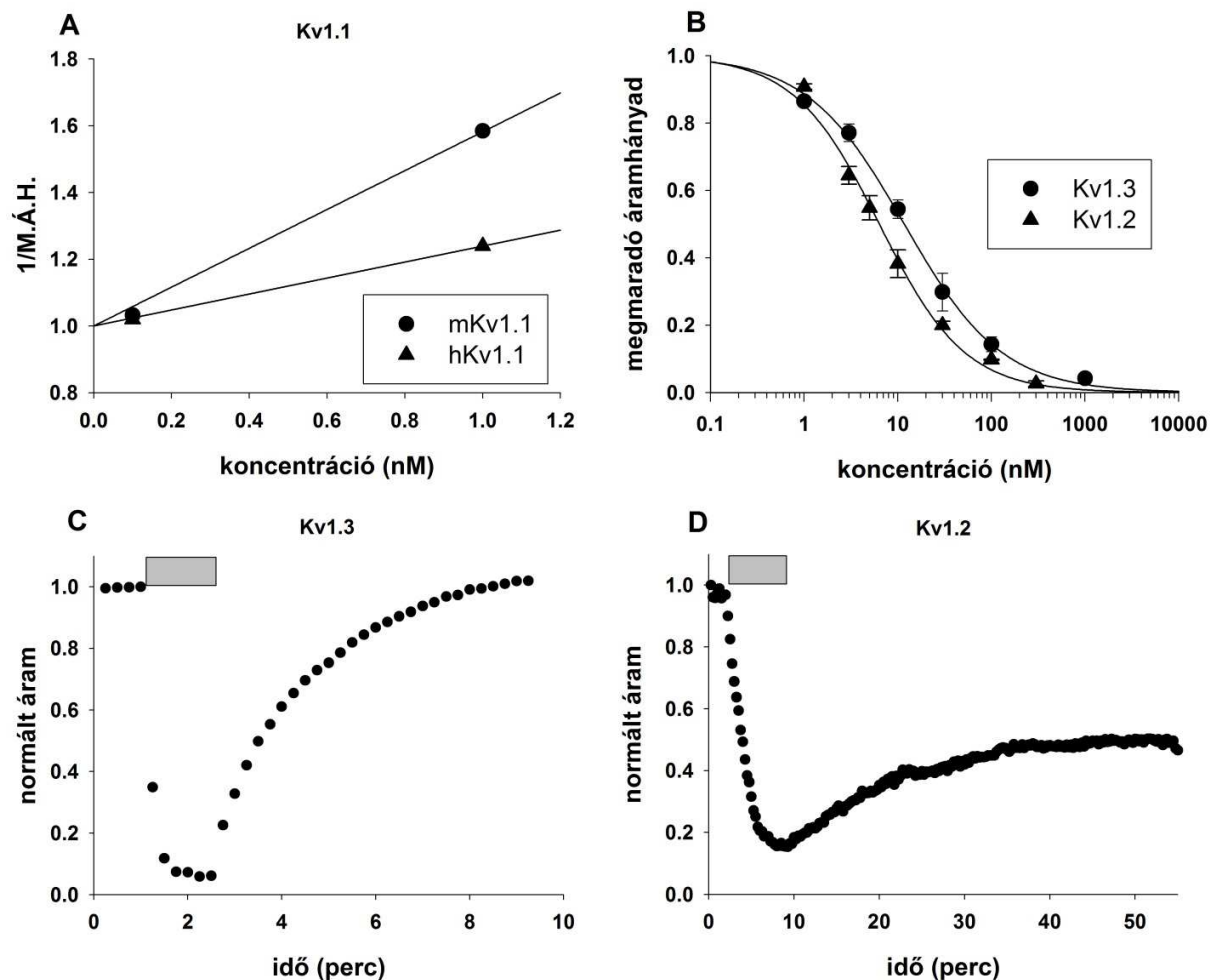 A
Kv1.1
1.8
1.6
1.4
1.2
1.0
0.8
1/M.Á.H.
mKv1.1
hKv1.1
0.0 0.2 0.4 0.6 0.8 1.0 1.2
koncentráció (nM)
B
1.0
0.8
0.6
0.4
0.2
0.0
megmaradó áramhányad
Kv1.3
Kv1.2
0.1 1 10 100 1000 10000
koncentráció (nM)
C
Kv1.3
1.0
0.8
0.6
0.4
0.2
0.0
normált áram
0 2 4 6 8 10
idő (perc)
D
Kv1.2
1.0
0.8
0.6
0.4
0.2
0.0
normált áram
0 10 20 30 40 50
idő (perc)